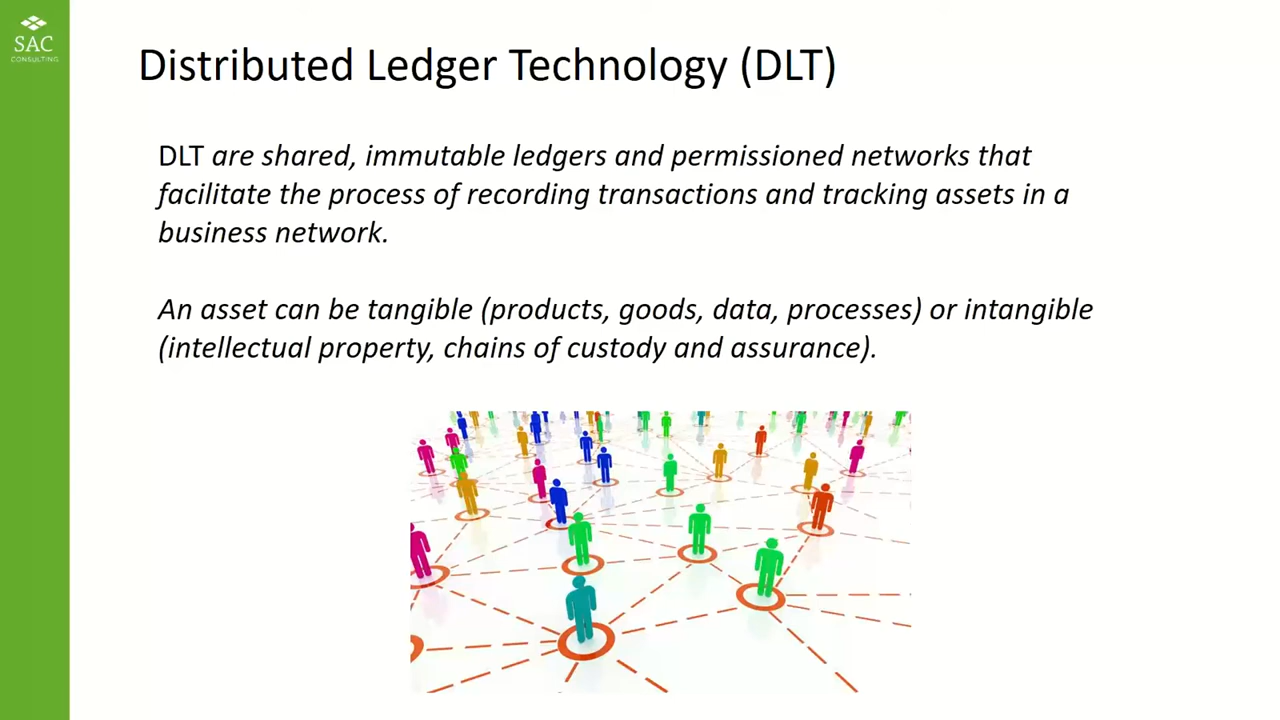 SAC
CONSULTING
Distributed Ledger Technology (DLT)
DLT are shared, immutable ledgers and permissioned networks that
facilitate the process of recording transactions and tracking assets in a
business network.
An asset can be tangible (products, goods, data, processes) or intangible
(intellectual property, chains of custody and assurance).